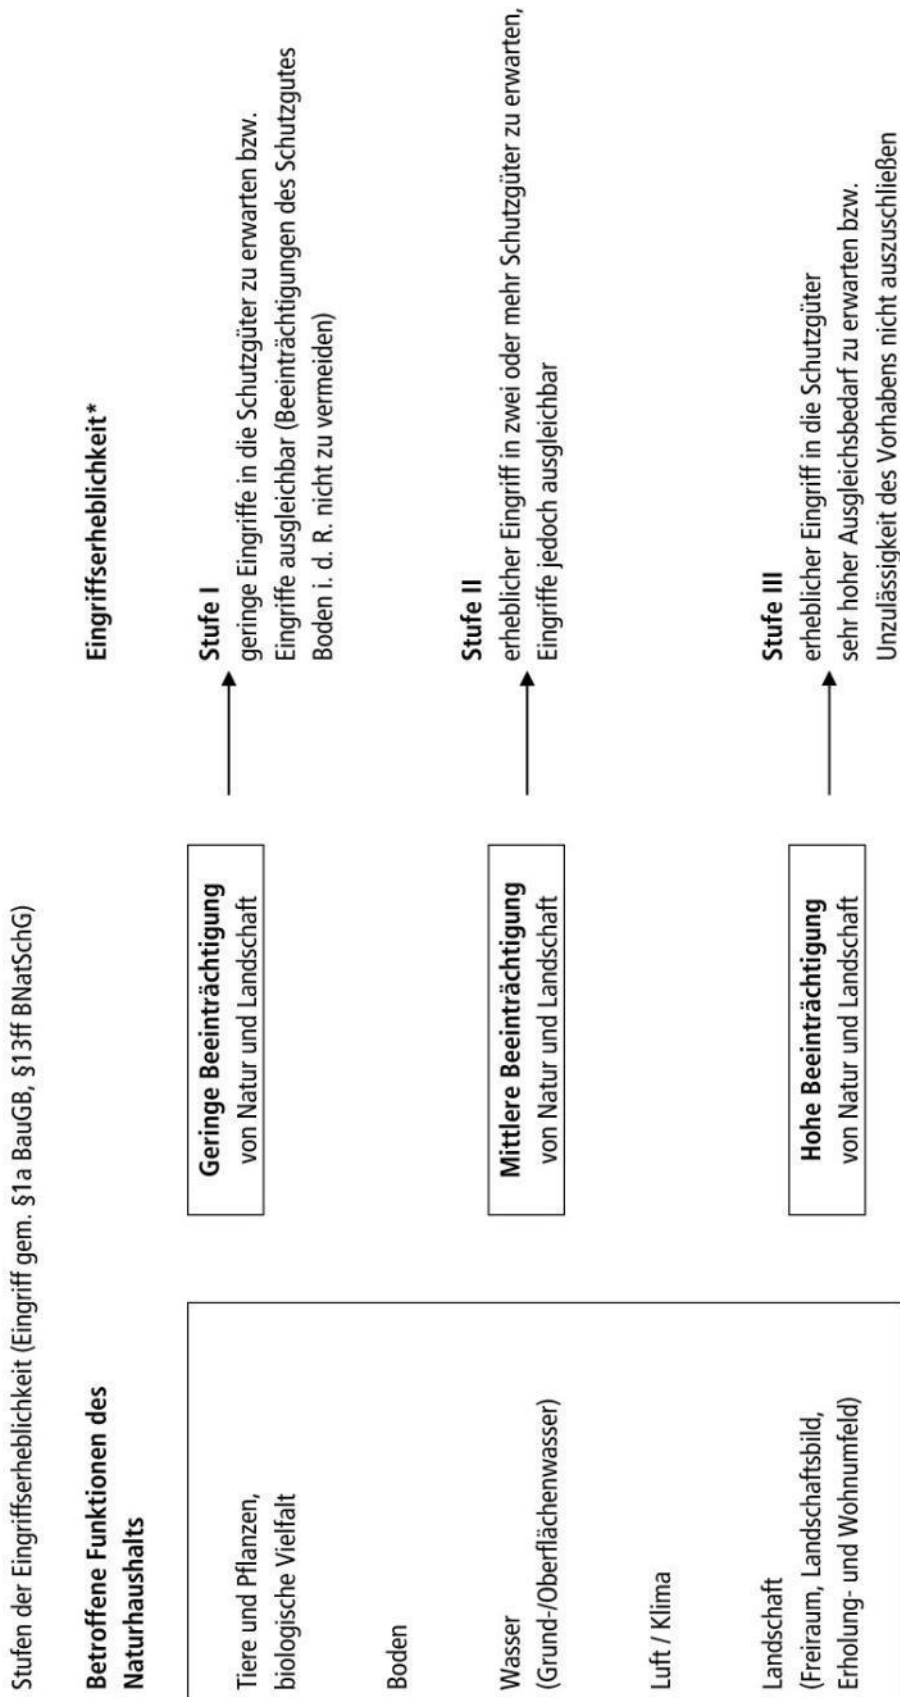 Stufen der Eingriffserheblichkeit (Eingriff gem. §1a BauGB, §13ff BNatSchG)
Betroffene Funktionen des
Naturhaushalts
Tiere und Pflanzen,
biologische Vielfalt
Boden
Wasser
(Grund-/Oberflächenwasser)
Luft / Klima
Landschaft
(Freiraum, Landschaftsbild,
Erholung- und Wohnumfeld)
Geringe Beeinträchtigung
von Natur und Landschaft
Mittlere Beeinträchtigung
von Natur und Landschaft
Hohe Beeinträchtigung
von Natur und Landschaft
Eingriffserheblichkeit*
Stufe I
geringe Eingriffe in die Schutzgüter zu erwarten bzw.
Eingriffe ausgleichbar (Beeinträchtigungen des Schutzgutes
Boden i. d. R. nicht zu vermeiden)
Stufe II
erheblicher Eingriff in zwei oder mehr Schutzgüter zu erwarten,
Eingriffe jedoch ausgleichbar
Stufe III
erheblicher Eingriff in die Schutzgüter
sehr hoher Ausgleichsbedarf zu erwarten bzw.
Unzulässigkeit des Vorhabens nicht auszuschließen